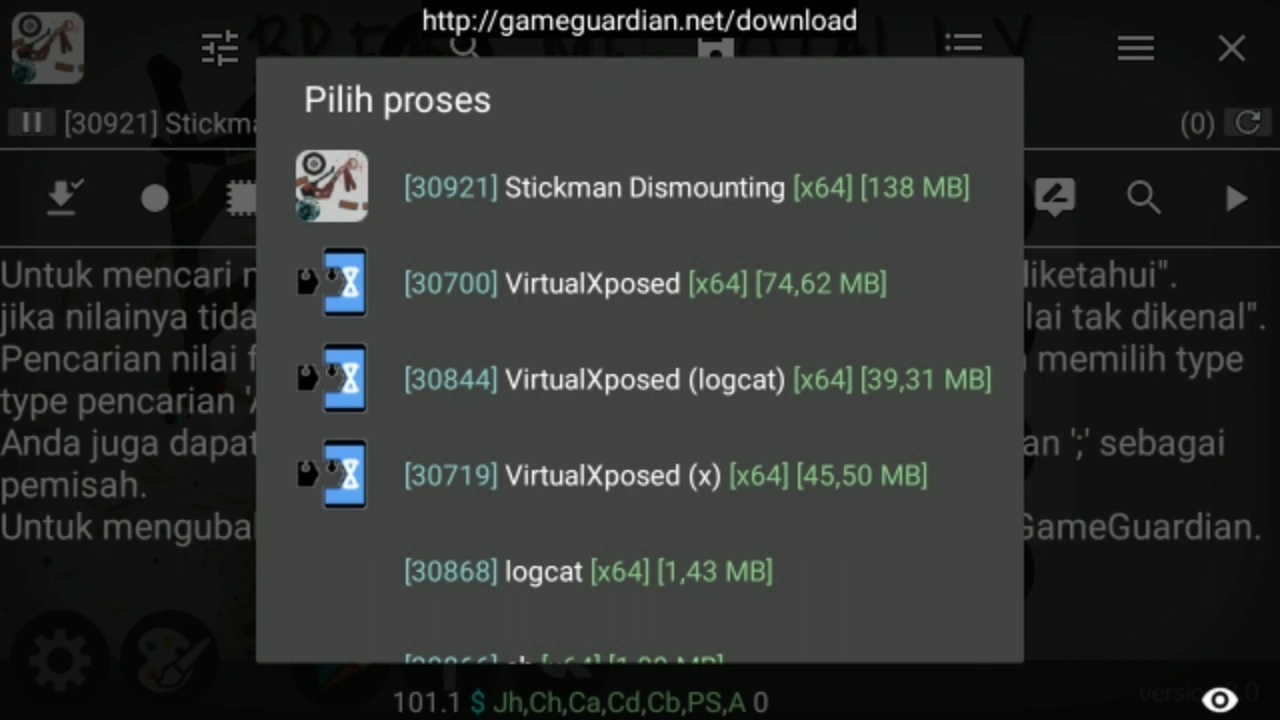 http://gameguardian.net/download
[30921] Stickma
(0)
Pilih proses
[30921] Stickman Dismounting [x64] [138 MB]
[30700] VirtualXposed [x64] [74,62 MB]
[30844] VirtualXposed (logcat) [x64] [39,31 MB]
[30719] VirtualXposed (x) [x64] [45,50 MB]
[30868] logcat [x64] [1,43 MB]
Untuk mencari diketahui".
jika nilainya tida lai tak dikenal".
Pencarian nilai memilih type
type pencarian
Anda juga dapat an ';' sebagai
pemisah.
Untuk menguba GameGuardian.
101.1 $ Jh,Ch,Ca,Cd,Cb,PS,A 0